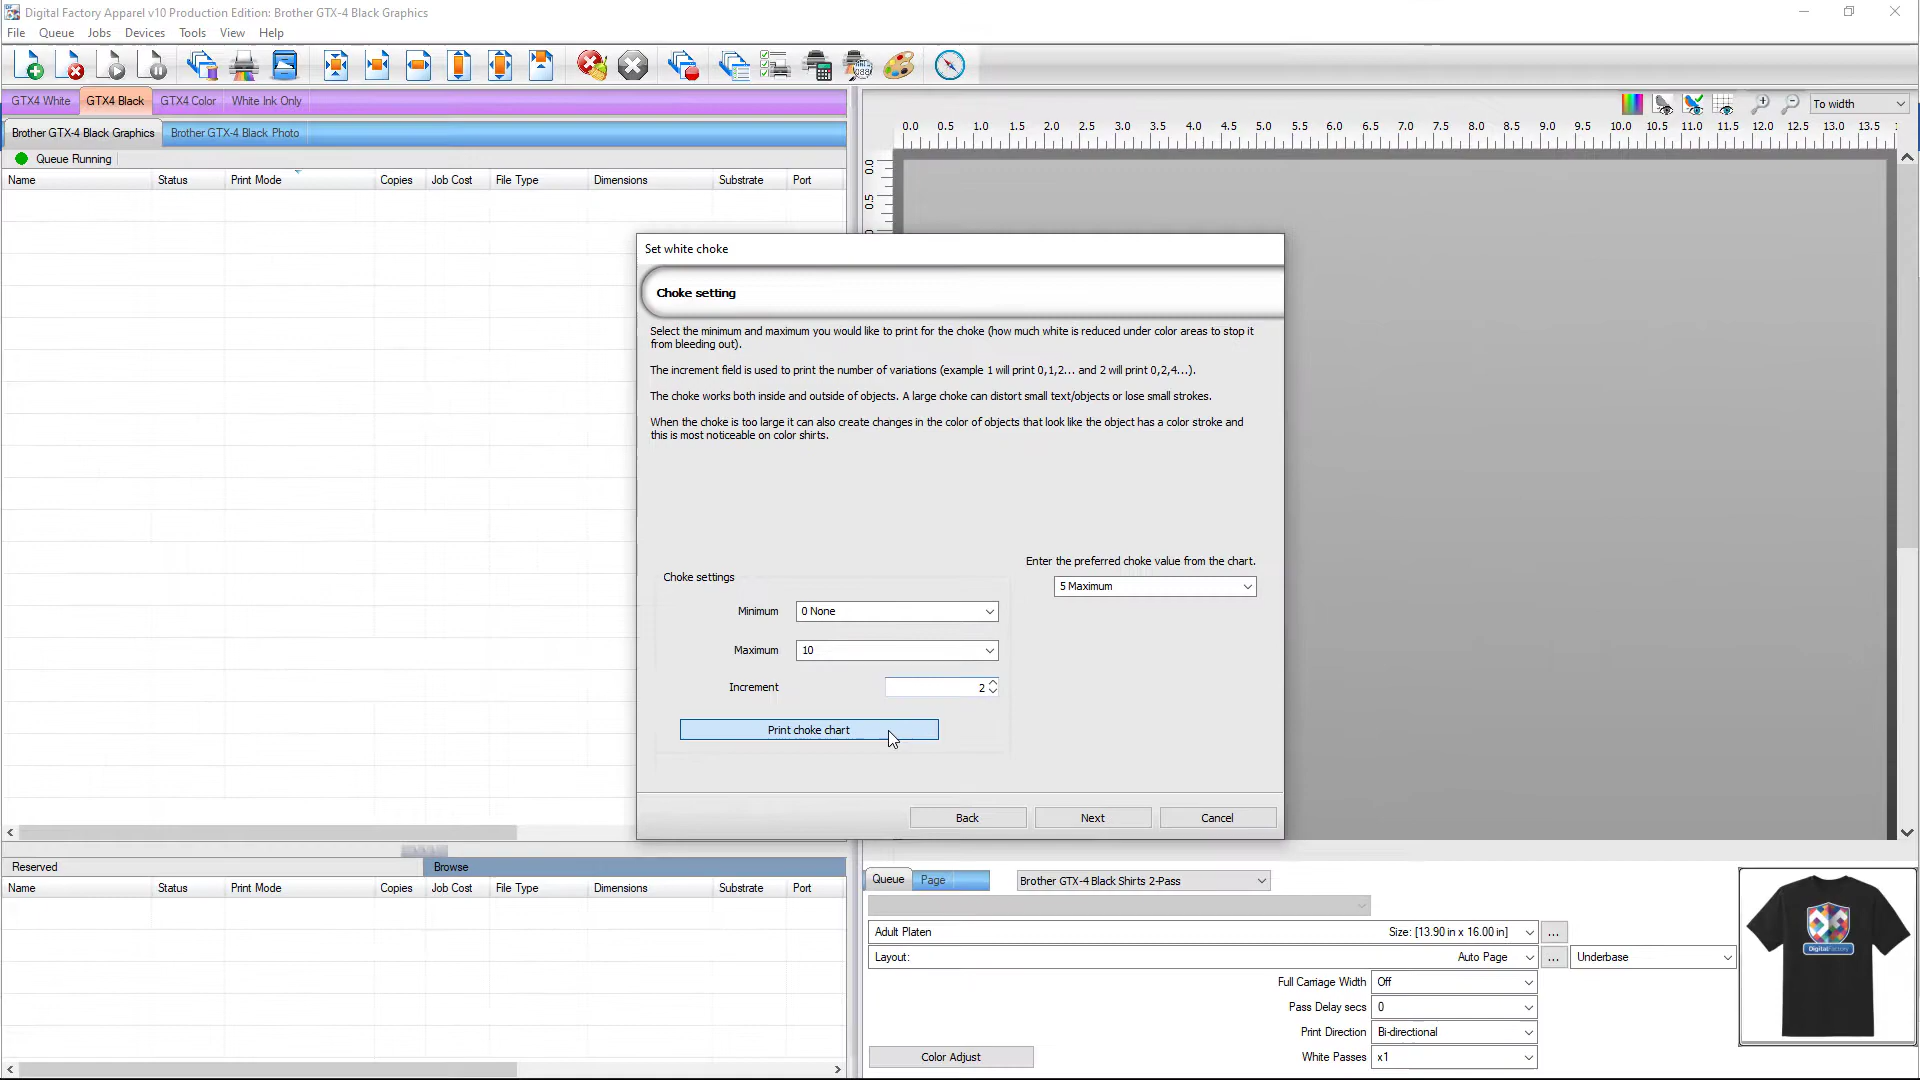 Digital Factory Apparel v10 Production Edition: Brother GTX-4 Black Graphics
File Queue Jobs Devices Tools View Help
GTX4 White GTX4 Black GTX4 Color White Ink Only
To width
Brother GTX-4 Black Graphics Brother GTX-4 Black Photo
0.0 0.5 1.0 1.5 2.0 2.5 3.0 3.5 4.0 4.5 5.0 5.5 6.0 6.5 7.0 7.5 8.0 8.5 9.0 9.5 10.0 10.5 11.0 11.5 12.0 12.5 13.0 13.5
0.0
0.5
Queue Running
Name Status Print Mode Copies Job Cost File Type Dimensions Substrate Port
Set white choke
Choke setting
Select the minimum and maximum you would like to print for the choke (how much white is reduced under color areas to stop it
from bleeding out).
The increment field is used to print the number of variations (example 1 will print 0,1,2... and 2 will print 0,2,4...).
The choke works both inside and outside of objects. A large choke can distort small text/objects or lose small strokes.
When the choke is too large it can also create changes in the color of objects that look like the object has a color stroke and
this is most noticeable on color shirts.
Enter the preferred choke value from the chart.
5 Maximum
Choke settings
Minimum 0 None
Maximum 10
Increment 2
Print choke chart
Back Next Cancel
Reserved Browse
Name Status Print Mode Copies Job Cost File Type Dimensions Substrate Port
Queue Page Brother GTX-4 Black Shirts 2-Pass
Adult Platen Size: [13.90 in x 16.00 in] ...
Layout: Auto Page ... Underbase
Full Carriage Width Off
Pass Delay secs 0
Print Direction Bi-directional
White Passes x1
Color Adjust
DigitalFactory